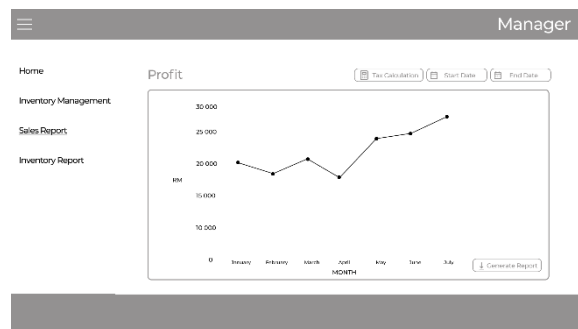 Manager
Home
Inventory Management
Sales Report
Inventory Report
Profit
Tax Calculation
Start Date
End Date
30 000
25 000
20 000
15 000
10 000
0
RM
January February March April May June July
MONTH
Generate Report